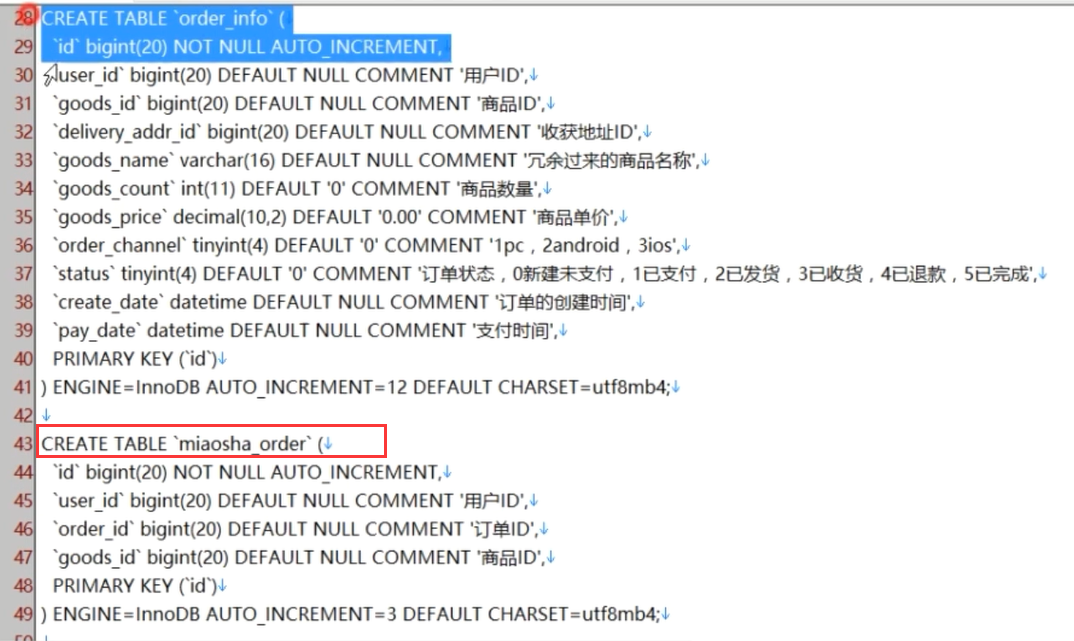 28 CREATE TABLE `order_info` (↓
29 `id` bigint(20) NOT NULL AUTO_INCREMENT,↓
30 `user_id` bigint(20) DEFAULT NULL COMMENT '用户ID',↓
31 `goods_id` bigint(20) DEFAULT NULL COMMENT '商品ID',↓
32 `delivery_addr_id` bigint(20) DEFAULT NULL COMMENT '收获地址ID',↓
33 `goods_name` varchar(16) DEFAULT NULL COMMENT '冗余过来的商品名称',↓
34 `goods_count` int(11) DEFAULT '0' COMMENT '商品数量',↓
35 `goods_price` decimal(10,2) DEFAULT '0.00' COMMENT '商品单价',↓
36 `order_channel` tinyint(4) DEFAULT '0' COMMENT '1pc，2android，3ios',↓
37 `status` tinyint(4) DEFAULT '0' COMMENT '订单状态，0新建未支付，1已支付，2已发货，3已收货，4已退款，5已完成',↓
38 `create_date` datetime DEFAULT NULL COMMENT '订单的创建时间',↓
39 `pay_date` datetime DEFAULT NULL COMMENT '支付时间',↓
40 PRIMARY KEY (`id`)↓
41 ) ENGINE=InnoDB AUTO_INCREMENT=12 DEFAULT CHARSET=utf8mb4;↓
42 ↓
43 CREATE TABLE `miaosha_order` (↓
44 `id` bigint(20) NOT NULL AUTO_INCREMENT,↓
45 `user_id` bigint(20) DEFAULT NULL COMMENT '用户ID',↓
46 `order_id` bigint(20) DEFAULT NULL COMMENT '订单ID',↓
47 `goods_id` bigint(20) DEFAULT NULL COMMENT '商品ID',↓
48 PRIMARY KEY (`id`)↓
49 ) ENGINE=InnoDB AUTO_INCREMENT=3 DEFAULT CHARSET=utf8mb4;↓